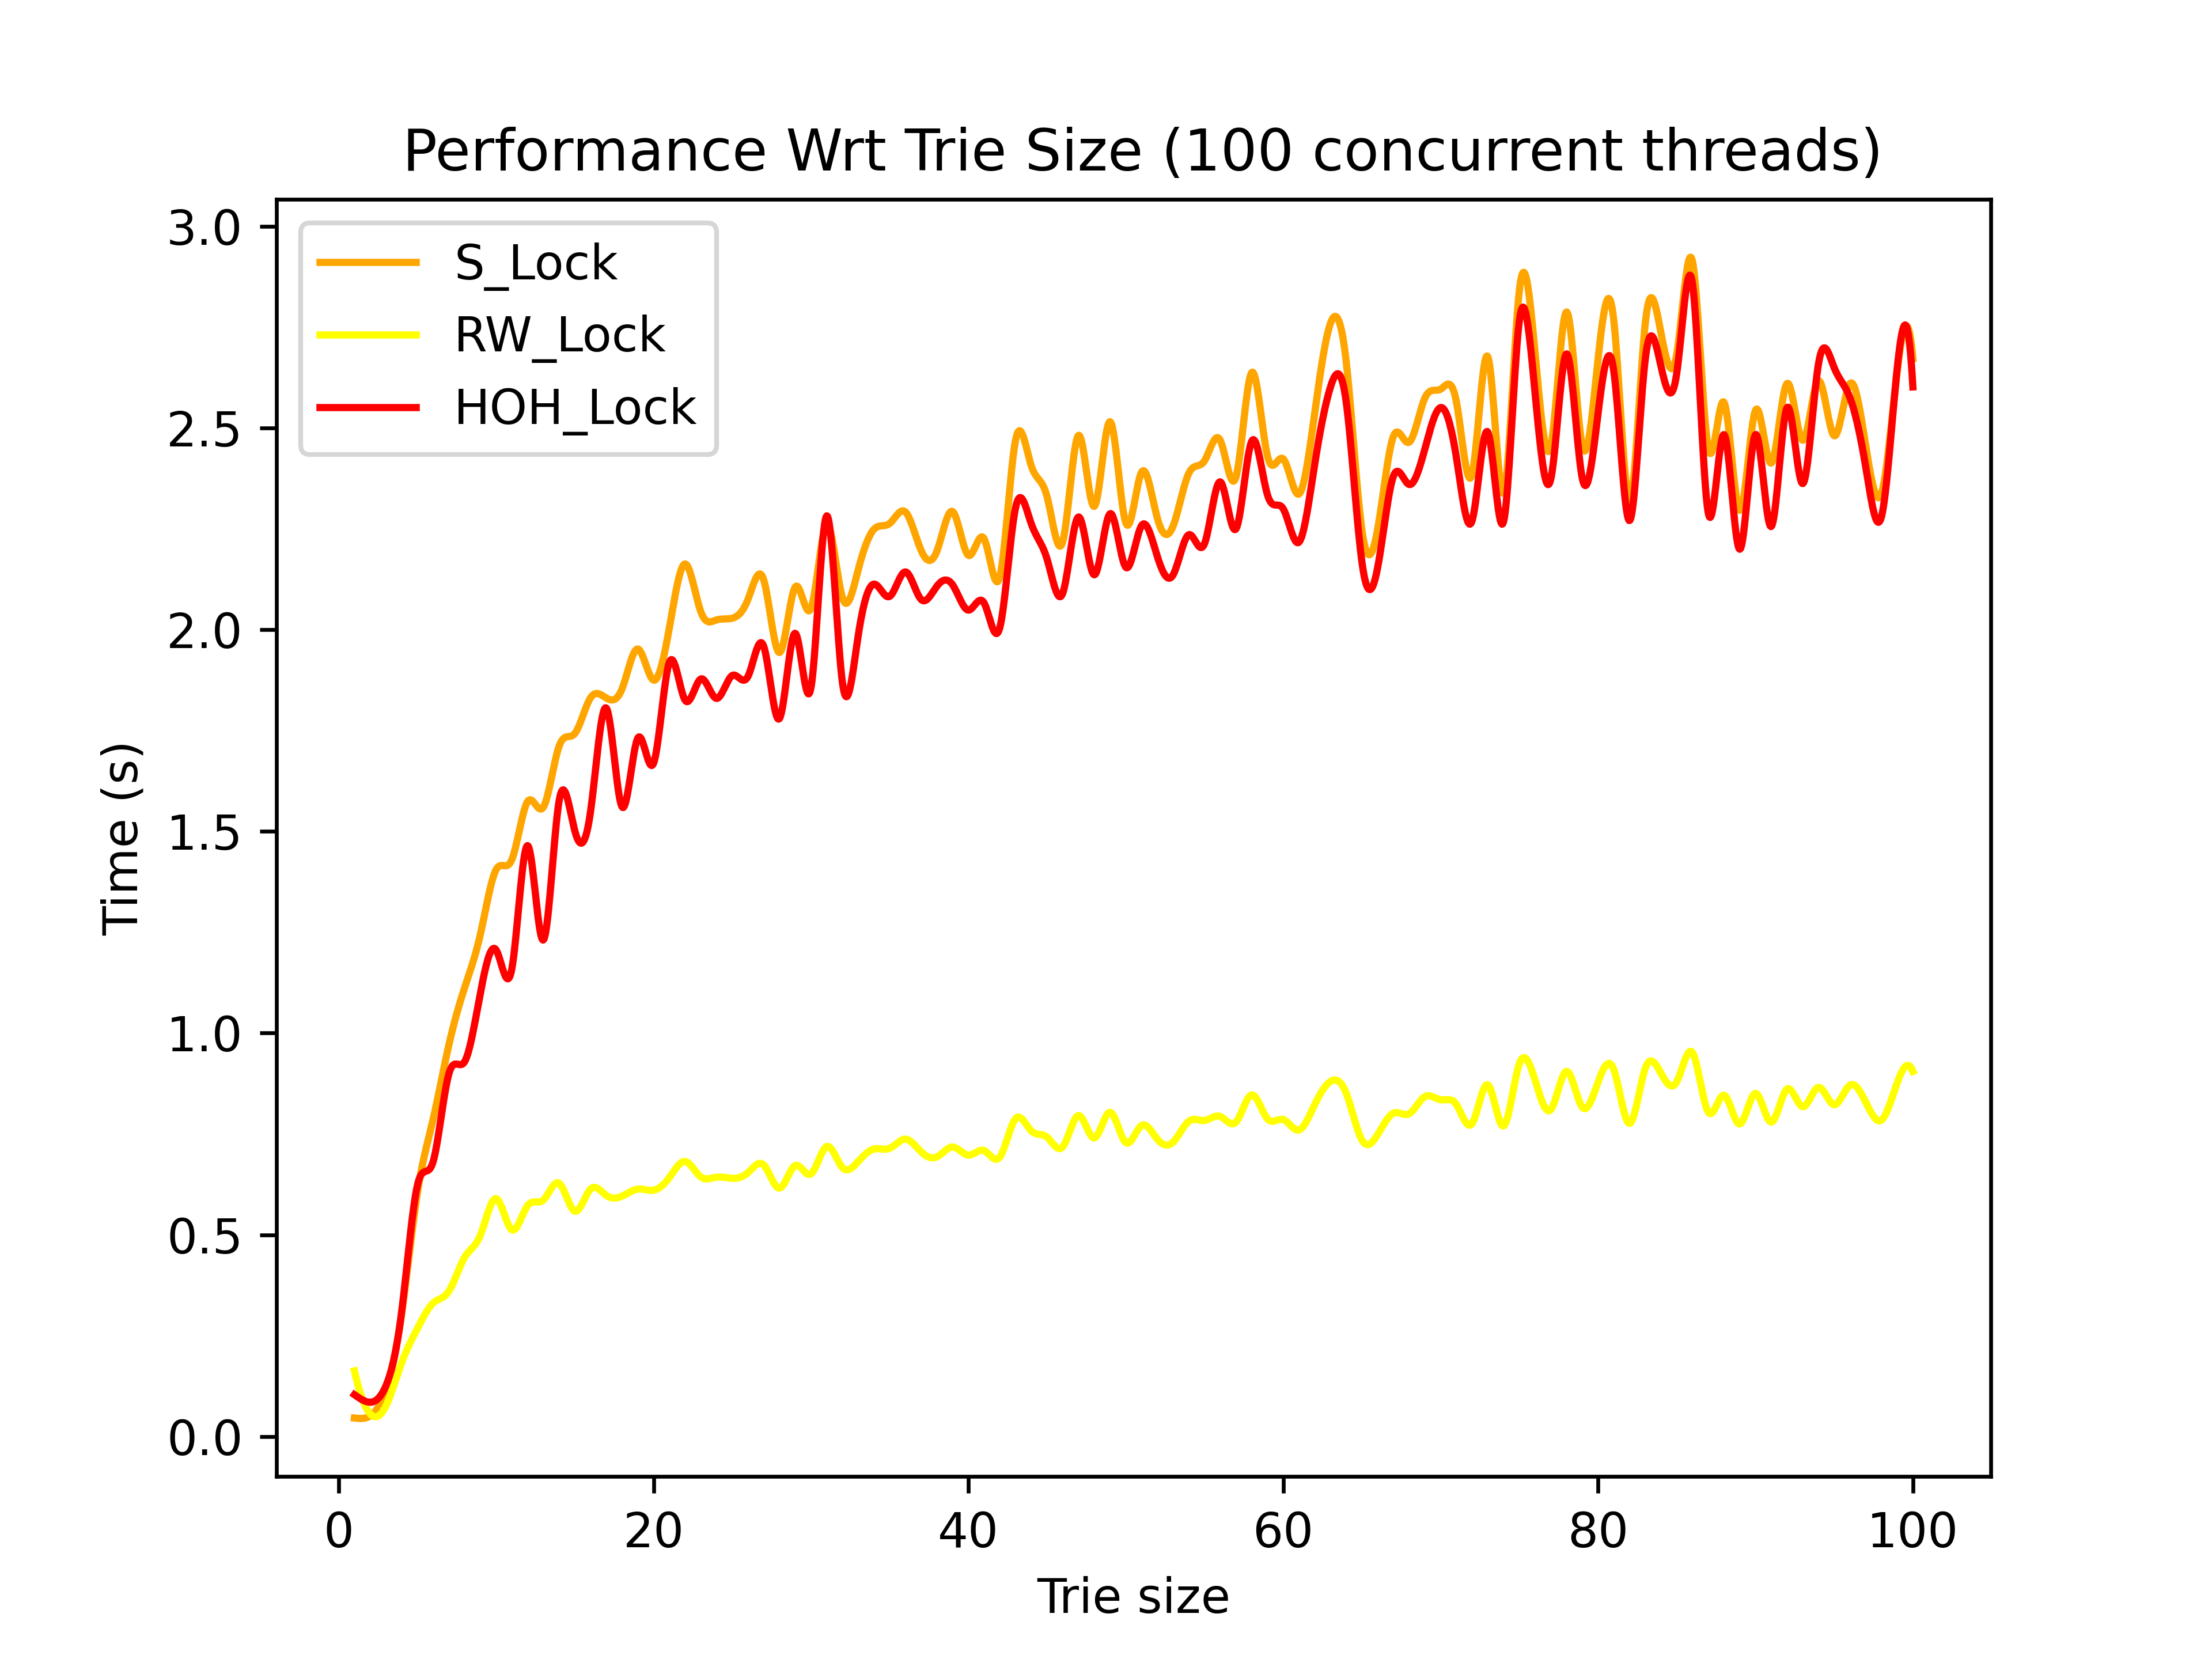 Performance Wrt Trie Size (100 concurrent threads)
S_Lock
RW_Lock
HOH_Lock
3.0
2.5
2.0
1.5
1.0
0.5
0.0
Time (s)
0 20 40 60 80 100
Trie size